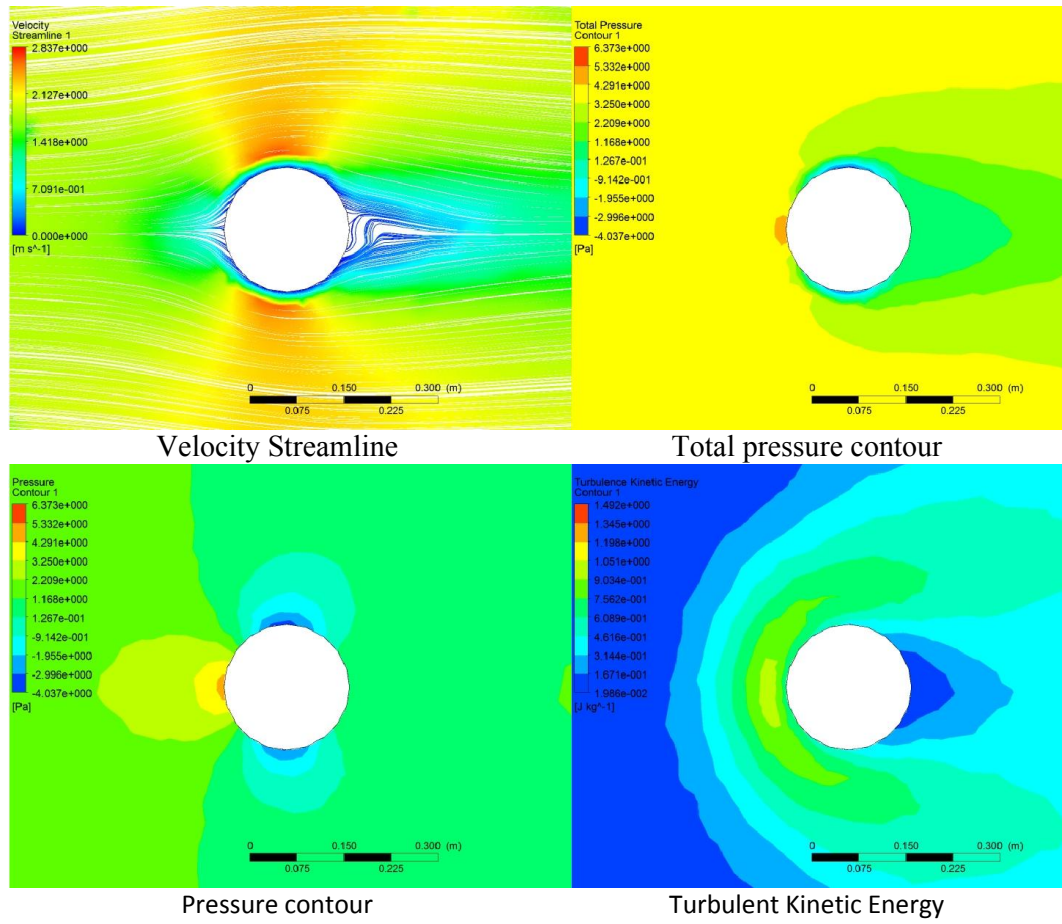 Velocity
Streamline 1
2.837e+000
2.127e+000
1.418e+000
7.091e-001
0.000e+000
[m s^-1]
0 0.150 0.300 (m)
0.075 0.225
Velocity Streamline
Total Pressure
Contour 1
6.373e+000
5.332e+000
4.291e+000
3.250e+000
2.209e+000
1.168e+000
1.267e-001
-9.142e-001
-1.955e+000
-2.996e+000
-4.037e+000
[Pa]
0 0.150 0.300 (m)
0.075 0.225
Total pressure contour
Pressure
Contour 1
6.373e+000
5.332e+000
4.291e+000
3.250e+000
2.209e+000
1.168e+000
1.267e-001
-9.142e-001
-1.955e+000
-2.996e+000
-4.037e+000
[Pa]
0 0.150 0.300 (m)
0.075 0.225
Pressure contour
Turbulence Kinetic Energy
Contour 1
1.492e+000
1.345e+000
1.198e+000
1.051e+000
9.034e-001
7.562e-001
6.089e-001
4.616e-001
3.144e-001
1.671e-001
1.986e-002
[J kg^-1]
0 0.150 0.300 (m)
0.075 0.225
Turbulent Kinetic Energy